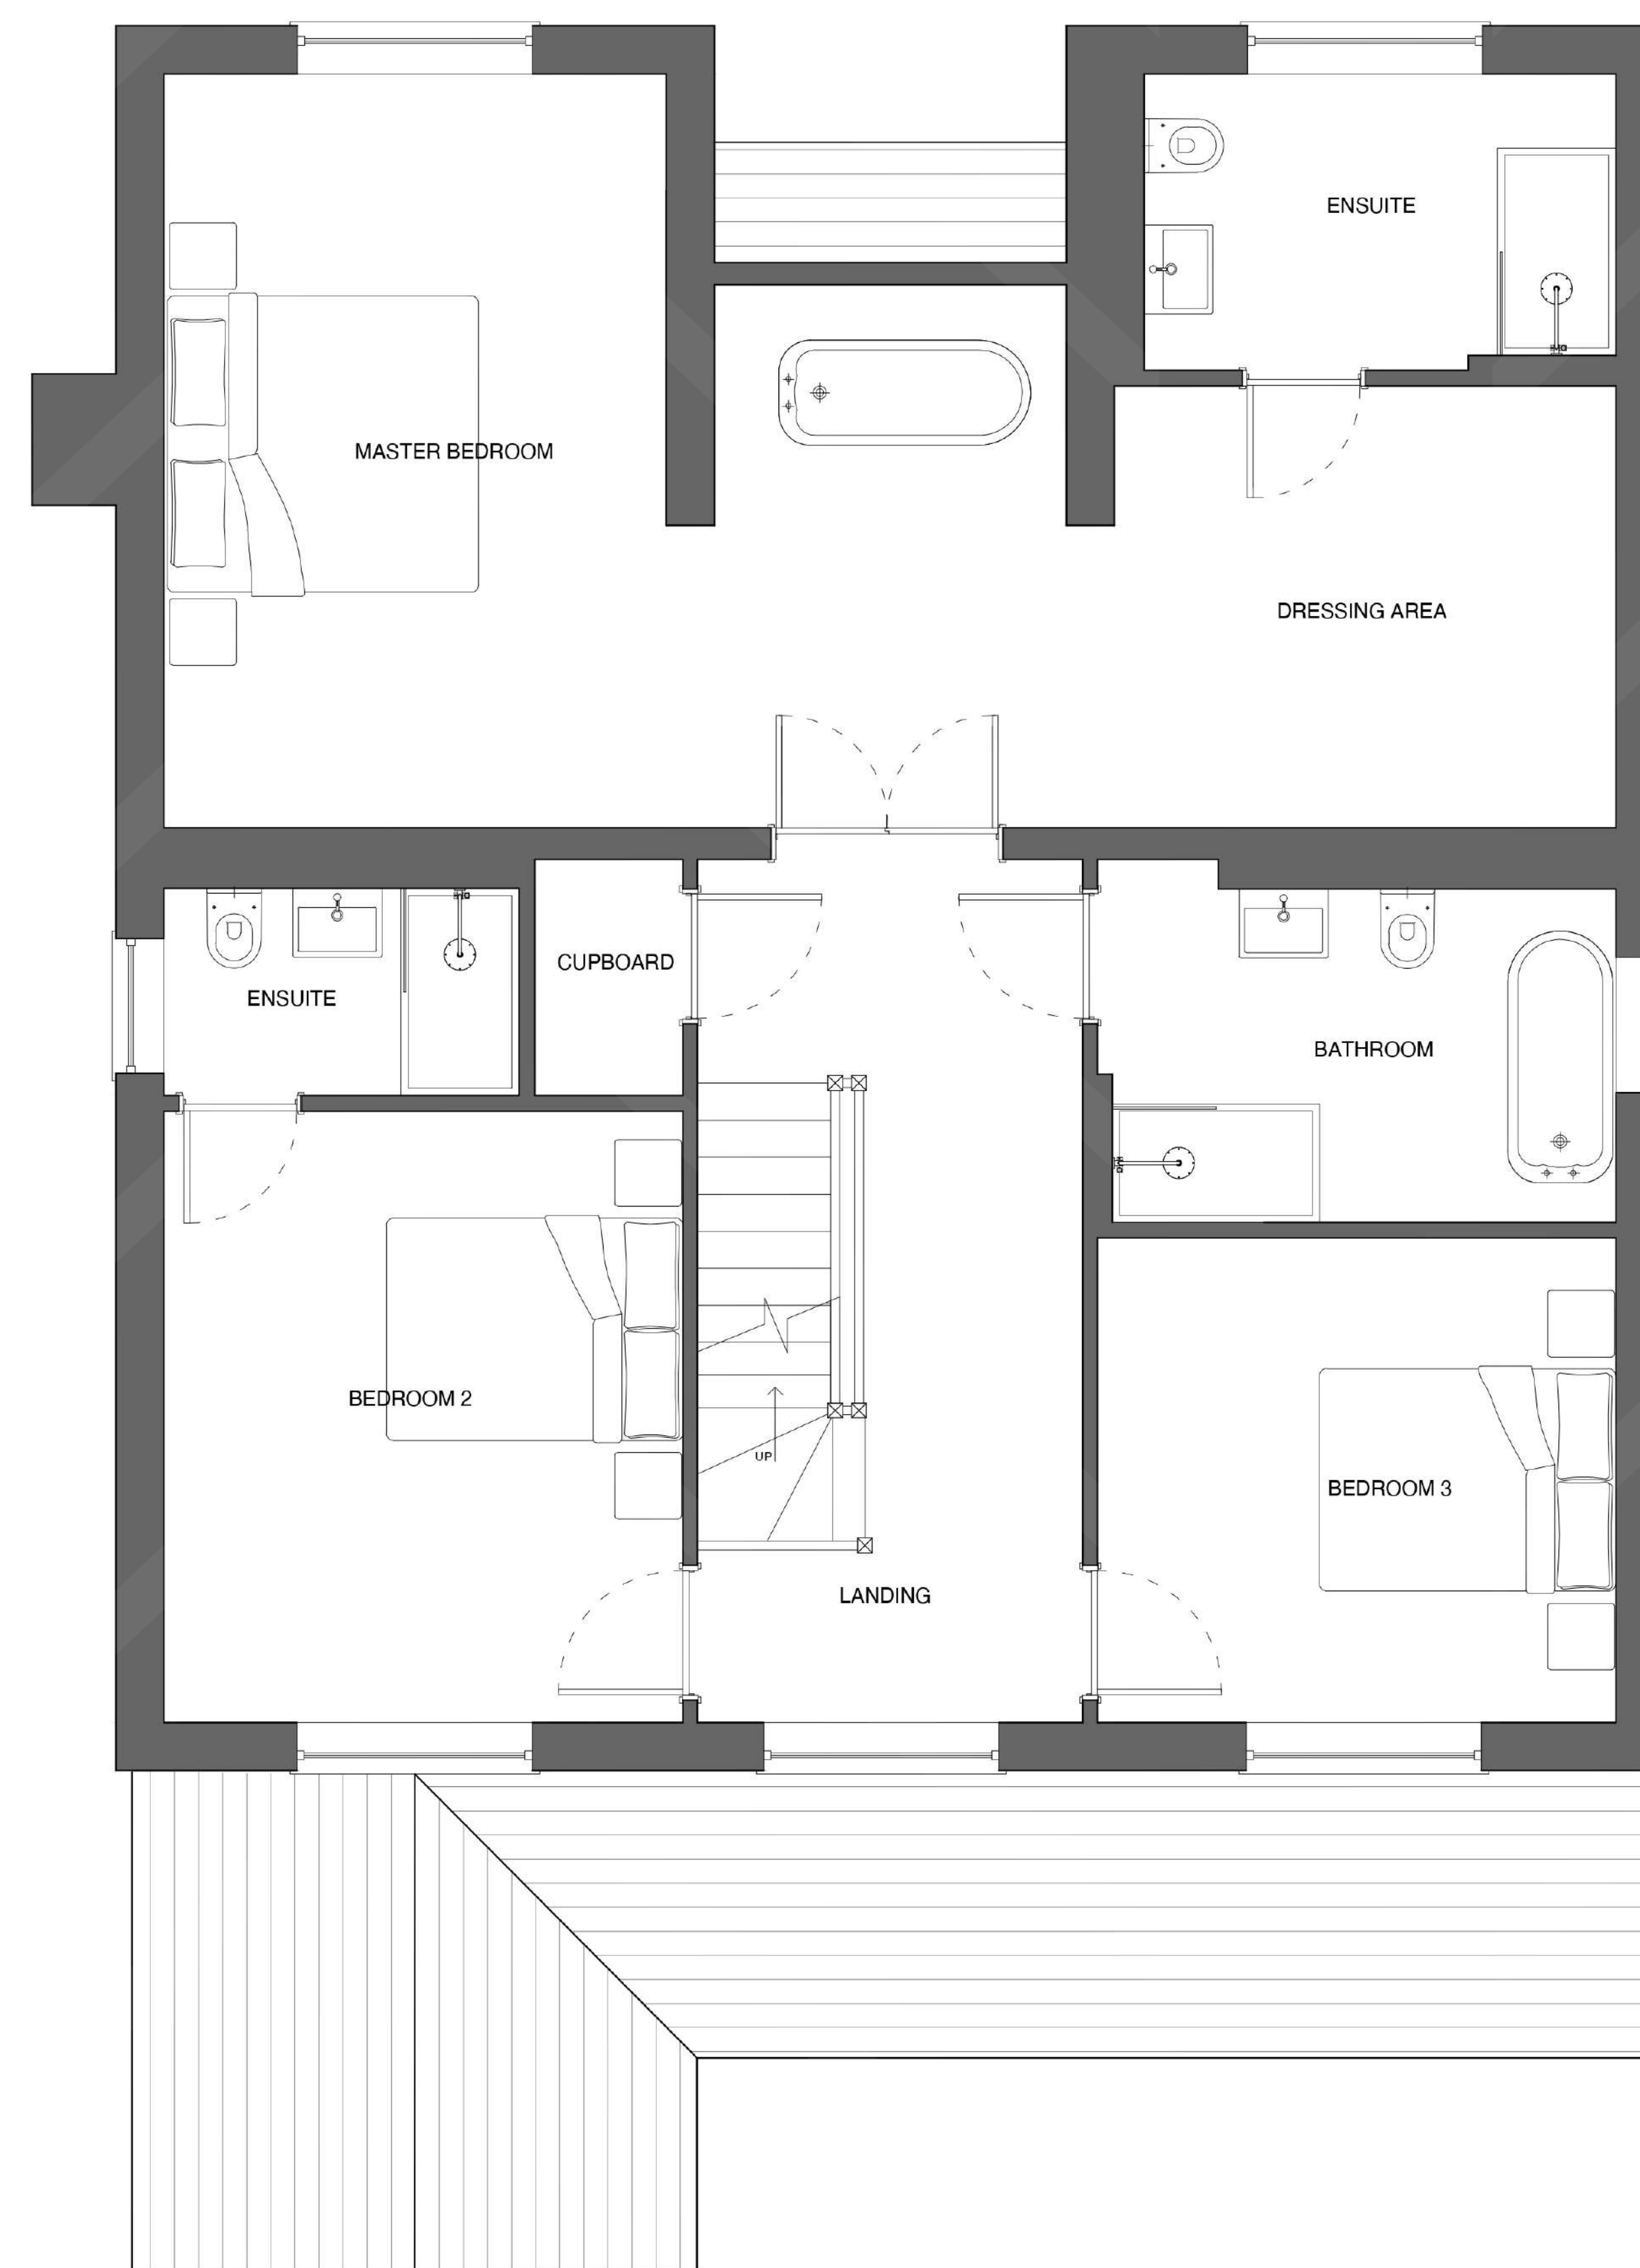 ENSUITE
MASTER BEDROOM
DRESSING AREA
CUPBOARD
ENSUITE
BATHROOM
BEDROOM 2
UP
BEDROOM 3
LANDING